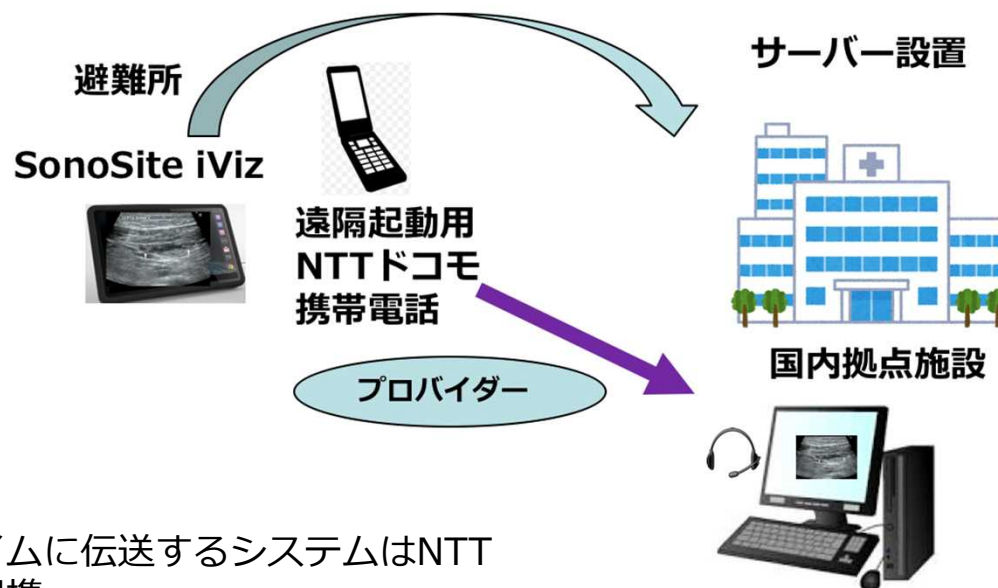 避難所
サーバー設置
SonoSite iViz
遠隔起動用
NTTドコモ
携帯電話
国内拠点施設
プロバイダー
イムに伝送するシステムはNTT